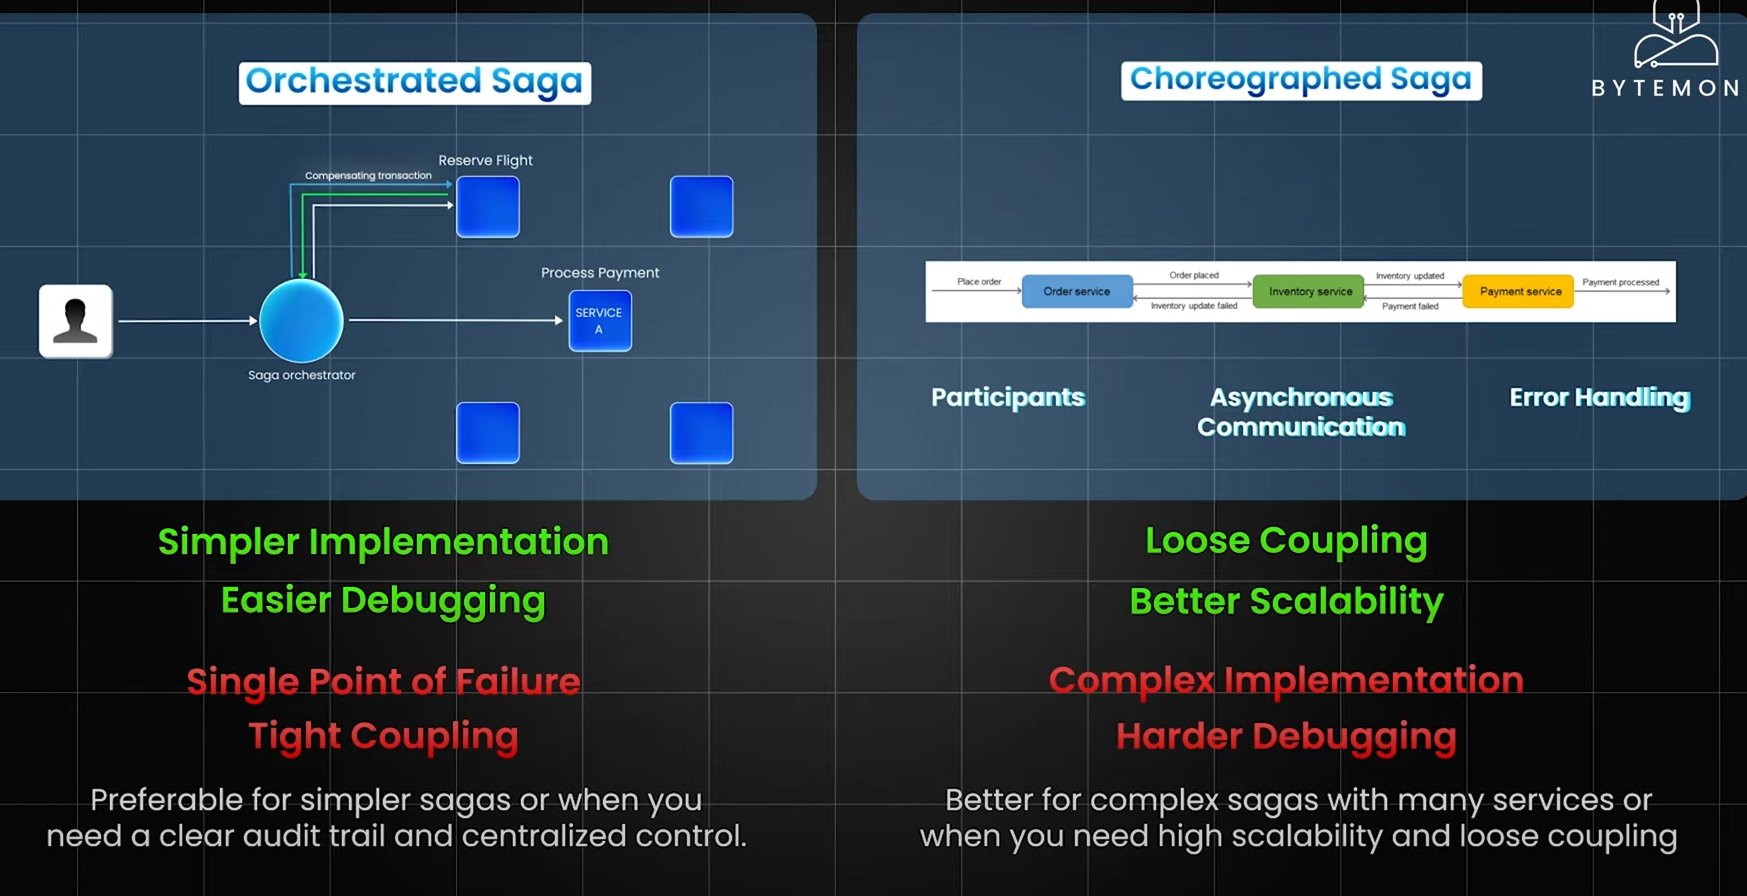 Orchestrated Saga
Reserve Flight
Compensating transaction
Process Payment
SERVICE
A
Saga orchestrator
Simpler Implementation
Easier Debugging
Single Point of Failure
Tight Coupling
Preferable for simpler sagas or when you
need a clear audit trail and centralized control.
Choreographed Saga
BYTEMON
Place order
Order service
Order placed
Inventory update failed
Inventory service
Inventory updated
Payment failed
Payment service
Payment processed
Participants
Asynchronous
Communication
Error Handling
Loose Coupling
Better Scalability
Complex Implementation
Harder Debugging
Better for complex sagas with many services or
when you need high scalability and loose coupling